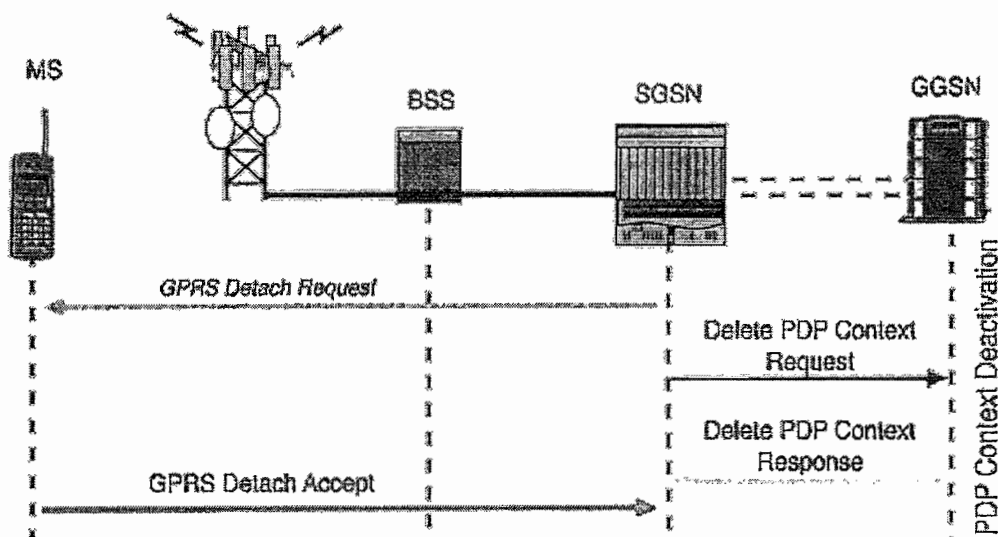 MS
BSS
SGSN
GGSN
GPRS Detach Request
Delete PDP Context
Request
Delete PDP Context
Response
GPRS Detach Accept
PDP Context Deactivation